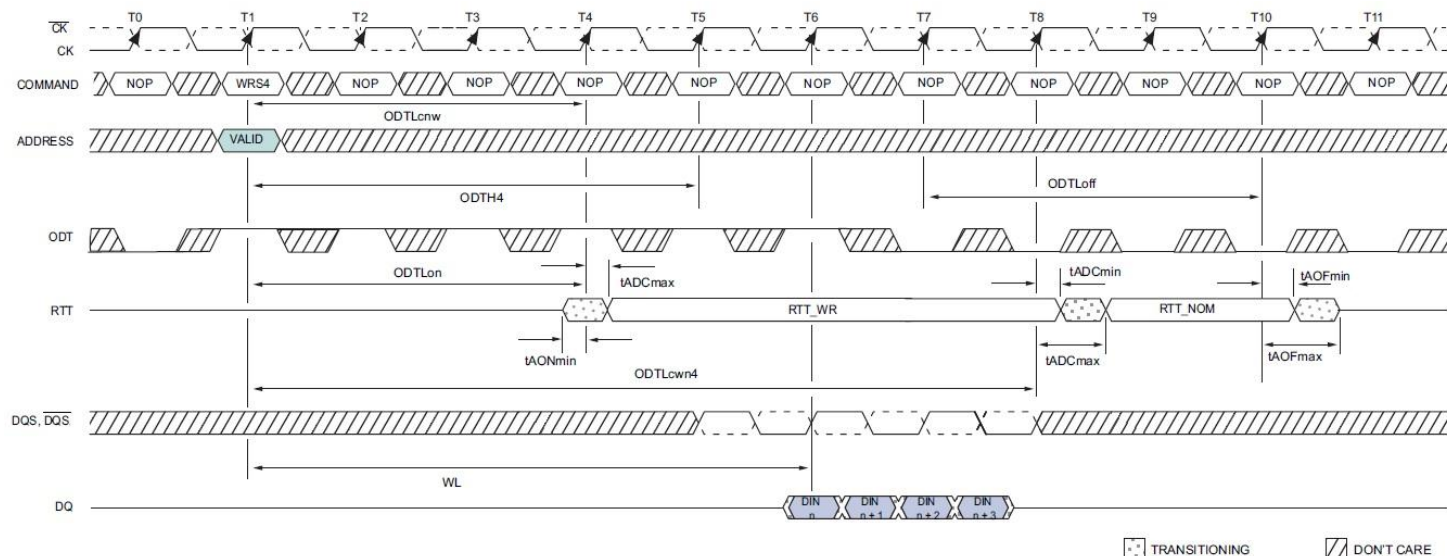 T0 T1 T2 T3 T4 T5 T6 T7 T8 T9 T10 T11
CK
CK
COMMAND NOP WRS4 NOP NOP NOP NOP NOP NOP NOP NOP NOP NOP
ODTLcnw
ADDRESS VALID
ODTH4 ODTLoff
ODT
ODTLon tADCmax tADCmin tAOFmin
RTT RTT_WR RTT_NOM
tAONmin tADCmax tAOFmax
ODTLcwn4
DQS, DQS
WL
DQ DIN DIN DIN DIN
n n + 1 n + 2 n + 3
TRANSITIONING DON'T CARE